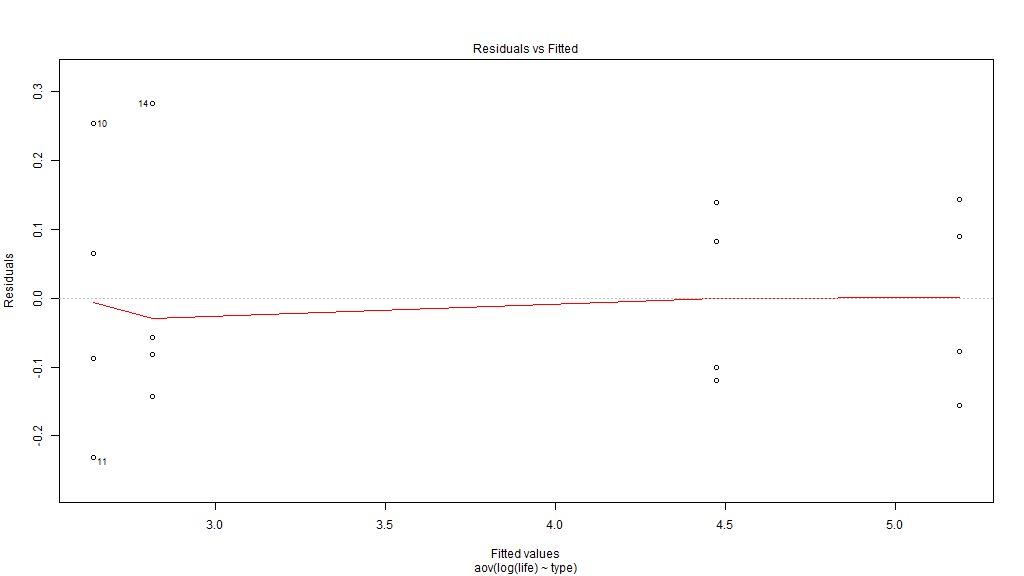 Residuals vs Fitted
0.3
0.2
0.1
0.0
-0.1
-0.2
Residuals
14
10
11
3.0 3.5 4.0 4.5 5.0
Fitted values
aov(log(life) ~ type)